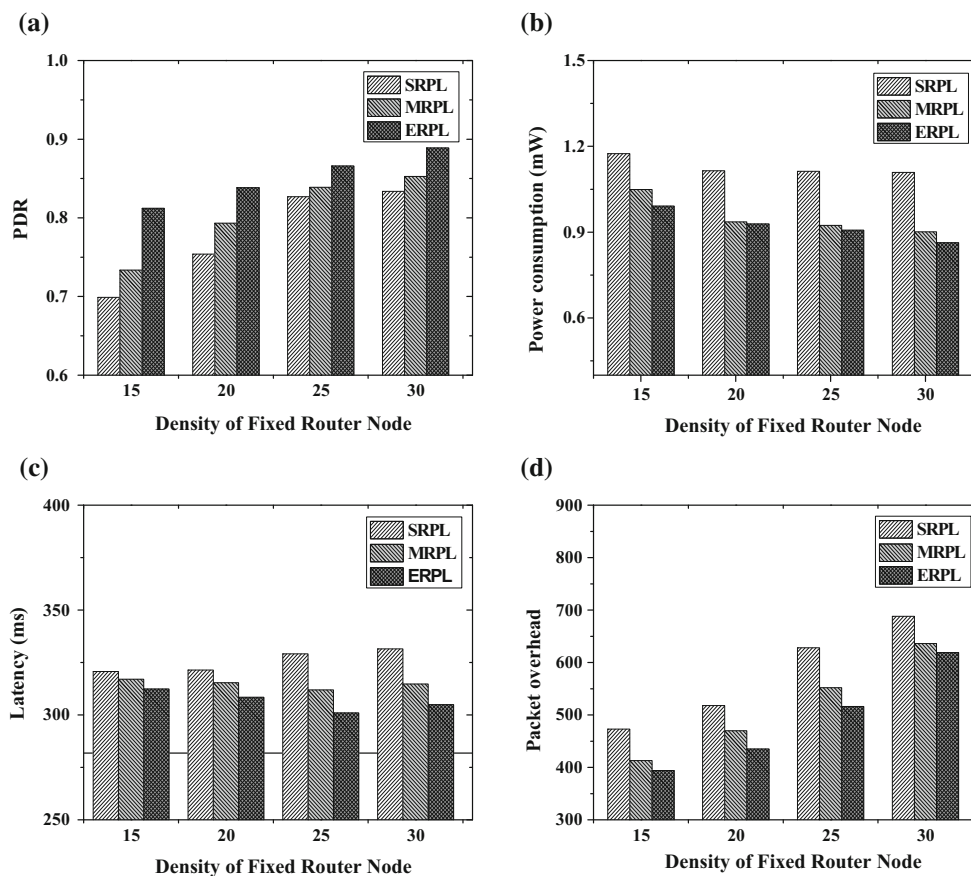 (a)
1.0
0.9
0.8
0.7
0.6
PDR
SRPL
MRPL
ERPL
15 20 25 30
Density of Fixed Router Node
(b)
1.5
1.2
0.9
0.6
Power consumption (mW)
SRPL
MRPL
ERPL
15 20 25 30
Density of Fixed Router Node
(c)
400
350
300
250
Latency (ms)
SRPL
MRPL
ERPL
15 20 25 30
Density of Fixed Router Node
(d)
900
800
700
600
500
400
300
Packet overhead
SRPL
MRPL
ERPL
15 20 25 30
Density of Fixed Router Node